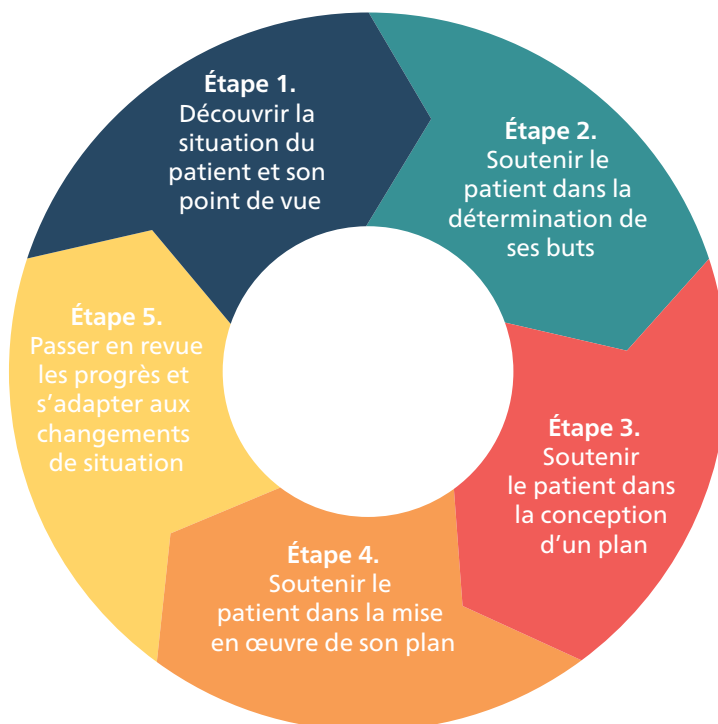 Étape 1.
Découvrir la
situation du
patient et son
point de vue
Étape 2.
Soutenir le
patient dans la
détermination de
ses buts
Étape 3.
Soutenir
le patient dans
la conception
d’un plan
Étape 4.
Soutenir le
patient dans la mise
en œuvre de son plan
Étape 5.
Passer en revue
les progrès et
s’adapter aux
changements
de situation